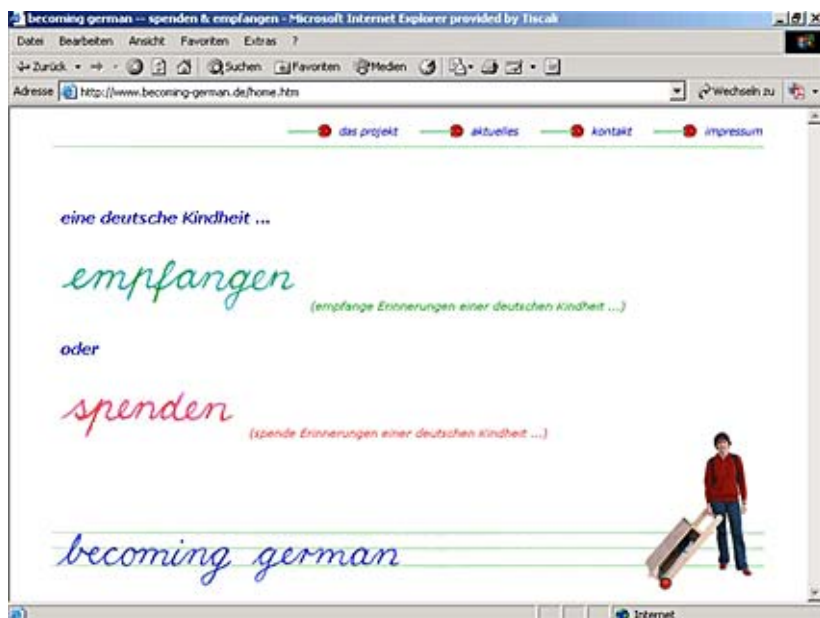 becoming german -- spenden & empfangen - Microsoft Internet Explorer provided by Tiscali
Datei Bearbeiten Ansicht Favoriten Extras ?
Zurück Suchen Favoriten Medien
Adresse http://www.becoming-german.de/home.htm Wechseln zu
das projekt aktuelles kontakt impressum
eine deutsche Kindheit ...
empfangen
(empfange Erinnerungen einer deutschen Kindheit ...)
oder
spenden
(spende Erinnerungen einer deutschen Kindheit ...)
becoming german
Internet